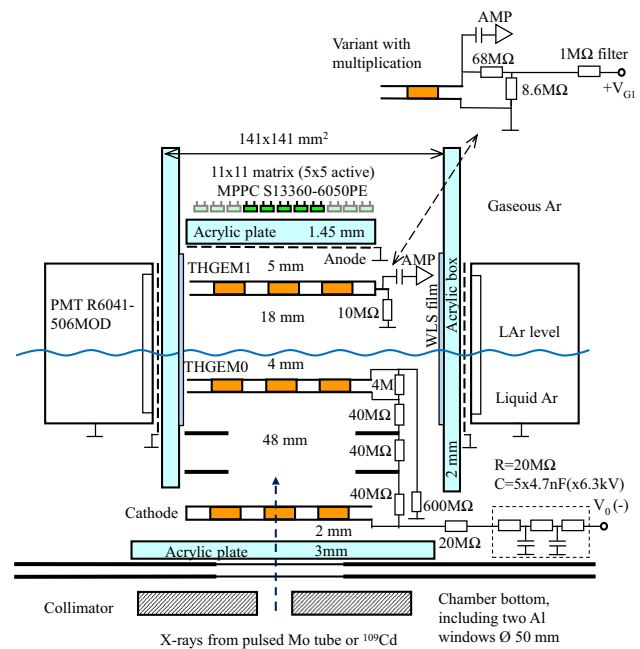 AMP
Variant with
multiplication
68MΩ
1MΩ filter
8.6MΩ
+V_G1
141x141 mm²
11x11 matrix (5x5 active)
MPPC S13360-6050PE
Gaseous Ar
Acrylic plate 1.45 mm
Anode
AMP
THGEM1
5 mm
PMT R6041-
506MOD
10MΩ
18 mm
WLS film
Acrylic box
LAr level
THGEM0
4 mm
4M
Liquid Ar
40MΩ
48 mm
40MΩ
2 mm
R=20MΩ
C=5x4.7nF(x6.3kV)
40MΩ
Cathode
600MΩ
V₀ (-)
2 mm
20MΩ
Acrylic plate 3mm
Collimator
Chamber bottom,
including two Al
windows Ø 50 mm
X-rays from pulsed Mo tube or ¹⁰⁹Cd